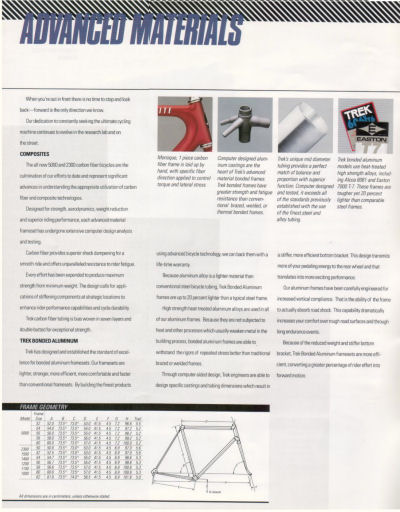 ADVANCED MATERIALS
When you're out in front there is no time to stop and look
back—forward is the only direction we know.
Our dedication to constantly seeking the ultimate cycling
machine continues to evolve in the research lab and on
the street.
COMPOSITES
The all new 5000 and 2300 carbon fiber bicycles are the
culmination of our efforts to date and represent significant
advances in understanding the appropriate utilization of carbon
fiber and composite technologies.
Designed for strength, aerodynamics, weight reduction
and superior riding performance, each advanced material
frameset has undergone extensive computer design analysis
and testing.
Carbon fiber provides superior shock dampening for a
smooth ride and offers unparalleled resistance to rider fatigue.
Every effort has been expended to produce maximum
strength from minimum weight. The design calls for appli-
cations of stiffening components at strategic locations to
enhance rider performance capabilities and cycle durability.
Trek carbon fiber tubing is built woven in seven layers and
double butted for exceptional strength.
TREK BONDED ALUMINUM
Trek has designed and established the standard of excel-
lence for bonded aluminum framesets. Our framesets are
lighter, stronger, more efficient, more comfortable and faster
than conventional framesets. By building the finest products
Monoque, 1 piece carbon
fiber frame is laid up by
hand, with specific fiber
direction applied to control
torque and lateral stress.
Computer designed alum-
inum castings are the
heart of Trek's advanced
material bonded frames.
Trek bonded frames have
greater strength and fatigue
resistance than conven-
tional brazed, welded, or
thermal bonded frames.
Trek's unique mid diameter
tubing provides a perfect
match of balance and
proportion with superior
function. Computer designed
and tested, it exceeds all
of the standards previously
established with the use
of the finest steel and
alloy tubing.
TREK
EASTON
Trek bonded aluminum
models use heat-treated
high strength alloys, includ-
ing Alcoa 6061 and Easton
7000 T-7. These frames are
tougher yet 20 percent
lighter than comparable
steel frames.
using advanced bicycle technology, we can back them with a
life-time warranty.
Because aluminum alloy is a lighter material than
conventional steel bicycle tubing, Trek Bonded Aluminum
frames are up to 20 percent lighter than a typical steel frame.
High strength heat treated aluminum alloys are used in all
of our aluminum frames. Because they are not subjected to
heat and other processes which usually weaken metal in the
building process, bonded aluminum frames are able to
withstand the rigors of repeated stress better than traditional
brazed or welded frames.
Through computer-aided design, Trek engineers are able to
design specific castings and tubing dimensions which result in
a stiffer, more efficient bottom bracket. This design transmits
more of your pedaling energy to the rear wheel and that
translates into more exciting performance.
Our aluminum frames have been carefully engineered for
increased vertical compliance. That is the ability of the frame
to actually absorb road shock. This capability dramatically
increases your comfort over rough road surfaces and through
long endurance events.
Because of the reduced weight and stiffer bottom
bracket, Trek Bonded Aluminum framesets are more effi-
cient, converting a greater percentage of rider effort into
forward motion.
FRAME GEOMETRY
Model
Frame Size A B C D E F G H Trail
All dimensions are in centimeters, unless otherwise stated.